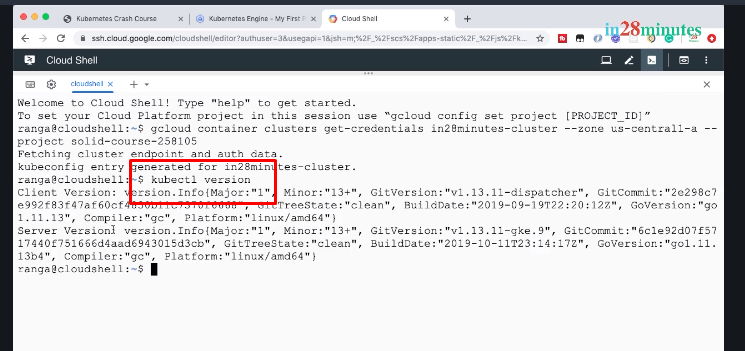 Kubernetes Crash Course
Kubernetes Engine - My First P
Cloud Shell
in28minutes
ssh.cloud.google.com/cloudshell/editor?authuser=3&usegapi=1&jsh=m;%2F_%2Fscs%2Fapps-static%2F_%2Fjs%2Fk...
Cloud Shell
cloudshell
Welcome to Cloud Shell! Type "help" to get started.
To set your Cloud Platform project in this session use “gcloud config set project [PROJECT_ID]”
ranga@cloudshell:~$ gcloud container clusters get-credentials in28minutes-cluster --zone us-central1-a --
project solid-course-258105
Fetching cluster endpoint and auth data.
kubeconfig entry generated for in28minutes-cluster.
ranga@cloudshell:~$ kubectl version
Client Version: version.Info{Major:"1", Minor:"13+", GitVersion:"v1.13.11-dispatcher", GitCommit:"2e298c7
GitTreeState:"clean", BuildDate:"2019-09-19T22:20:12Z", GoVersion:"go
1.11.13", Compiler:"gc", Platform:"linux/amd64"}
Server Version: version.Info{Major:"1", Minor:"13+", GitVersion:"v1.13.11-gke.9", GitCommit:"6c1e92d07f57
17440f751666d4aad6943015d3cb", GitTreeState:"clean", BuildDate:"2019-10-11T23:14:17Z", GoVersion:"go1.11.
13b4", Compiler:"gc", Platform:"linux/amd64"}
ranga@cloudshell:~$